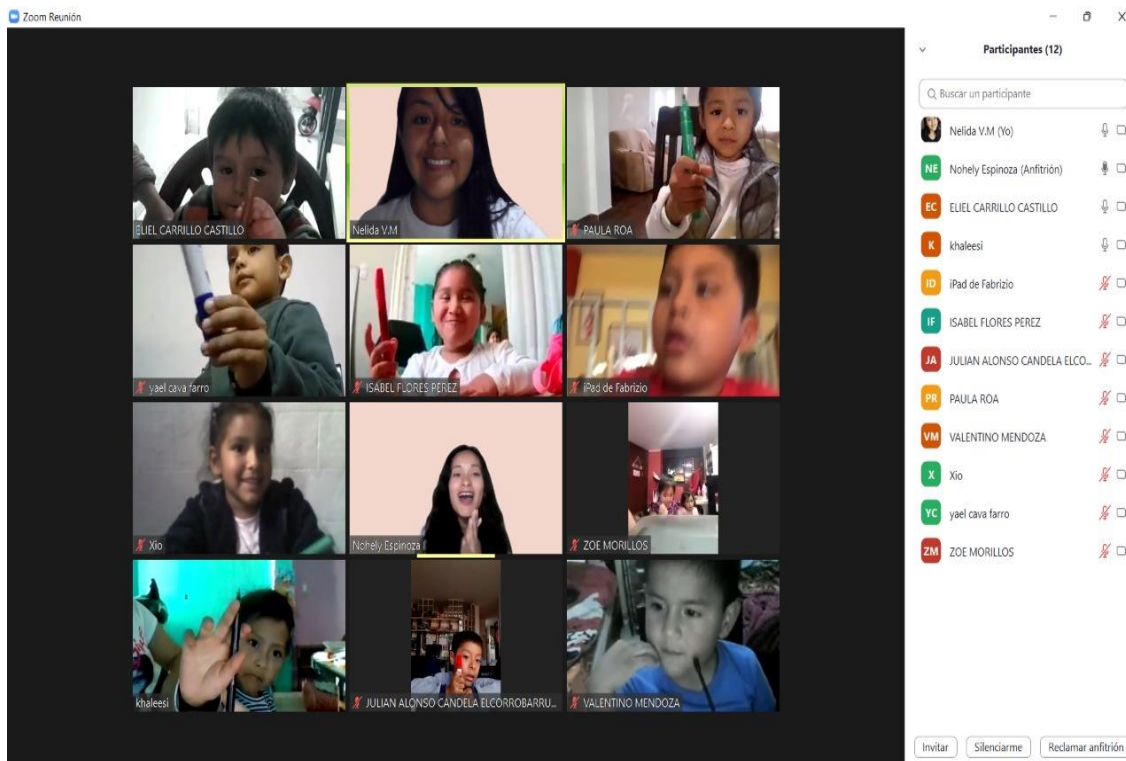 Zoom Reunión
ELIEL CARRILLO CASTILLO
Nelida V.M
PAULA ROA
yael cava farro
ISABEL FLORES PEREZ
iPad de Fabrizio
Xio
Nohely Espinoza
ZOE MORILLOS
khaleesi
JULIAN ALONSO CANDELA ELCORROBARRU...
VALENTINO MENDOZA
Participantes (12)
Buscar un participante
Nelida V.M (Yo)
NE Nohely Espinoza (Anfitrión)
EC ELIEL CARRILLO CASTILLO
K khaleesi
ID iPad de Fabrizio
IF ISABEL FLORES PEREZ
JA JULIAN ALONSO CANDELA ELCO...
PR PAULA ROA
VM VALENTINO MENDOZA
X Xio
YC yael cava farro
ZM ZOE MORILLOS
Invitar Silenciarme Reclamar anfitrión